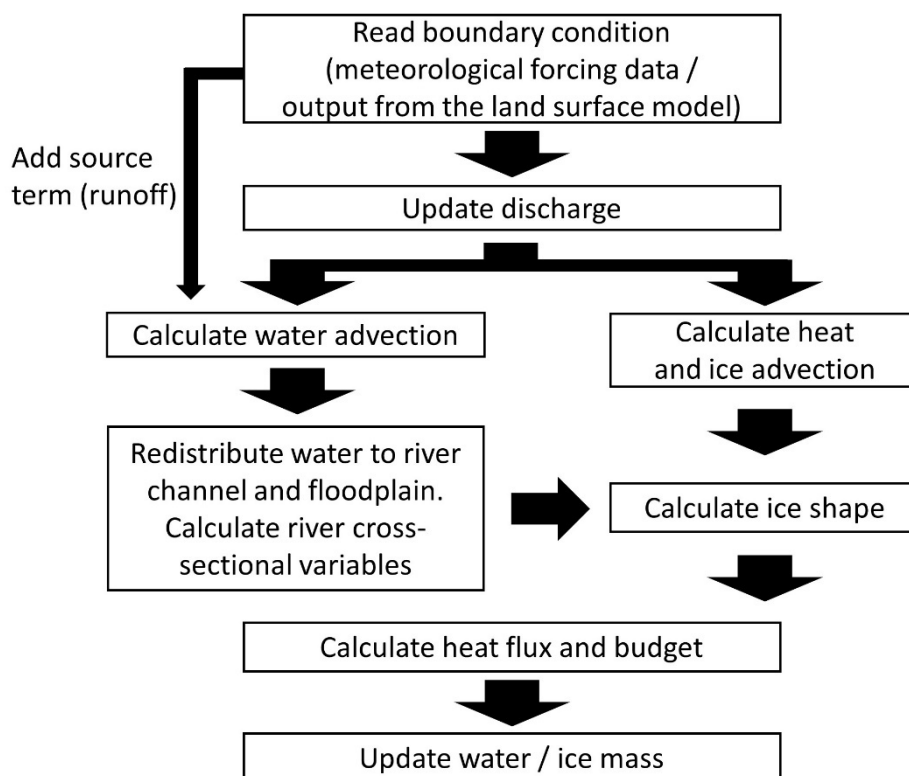 Read boundary condition
(meteorological forcing data /
output from the land surface model)
Add source
term (runoff)
Update discharge
Calculate water advection
Calculate heat
and ice advection
Redistribute water to river
channel and floodplain.
Calculate river cross-
sectional variables
Calculate ice shape
Calculate heat flux and budget
Update water / ice mass